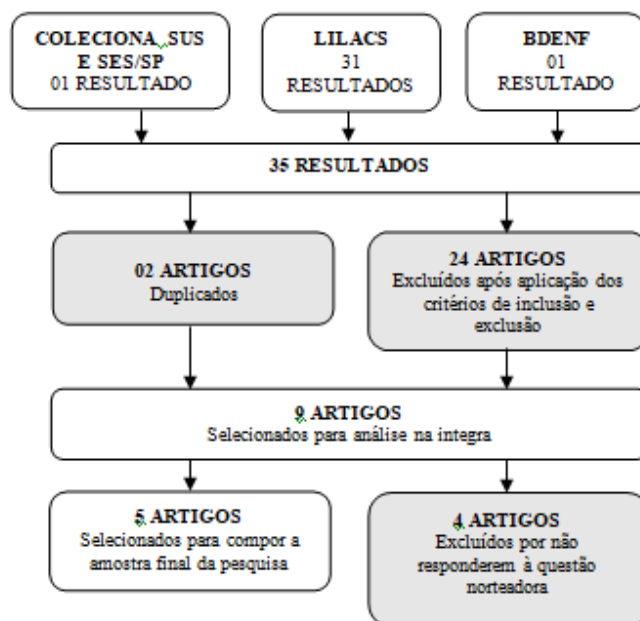 COLECIONA SUS
E SES/SP
01 RESULTADO
LILACS
31
RESULTADOS
BDENF
01
RESULTADO
35 RESULTADOS
02 ARTIGOS
Duplicados
24 ARTIGOS
Excluídos após aplicação dos
critérios de inclusão e
exclusão
9 ARTIGOS
Selecionados para análise na integra
5 ARTIGOS
Selecionados para compor a
amostra final da pesquisa
4 ARTIGOS
Excluídos por não
responderem à questão
norteadora